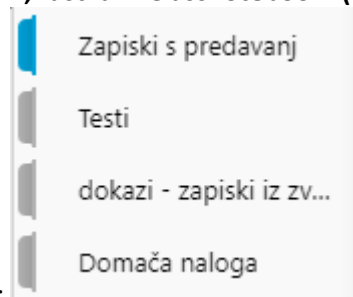 Zapiski s predavanj
Testi
dokazi - zapiski iz zv...
Domača naloga